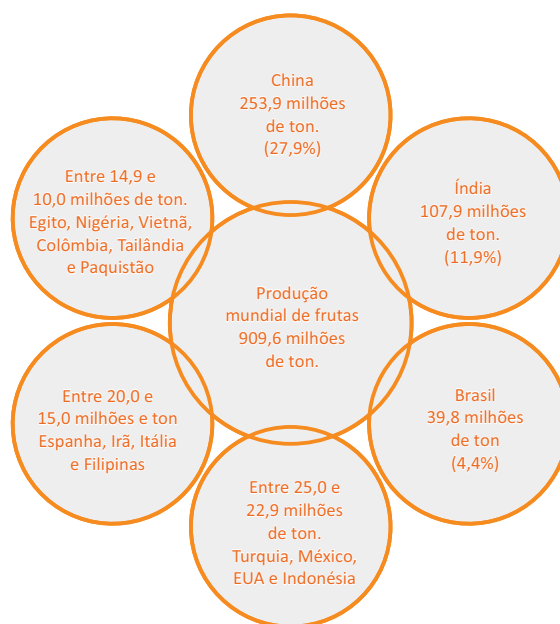 China
253,9 milhões
de ton.
(27,9%)
Índia
107,9 milhões
de ton.
(11,9%)
Brasil
39,8 milhões
de ton
(4,4%)
Entre 25,0 e
22,9 milhões
de ton.
Turquia, México,
EUA e Indonésia
Entre 20,0 e
15,0 milhões e ton
Espanha, Irã, Itália
e Filipinas
Entre 14,9 e
10,0 milhões de ton.
Egito, Nigéria, Vietnã,
Colômbia, Tailândia
e Paquistão
Produção
mundial de frutas
909,6 milhões
de ton.